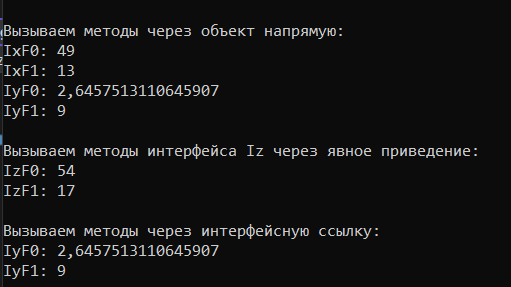 Вызываем методы через объект напрямую:
IxF0: 49
IxF1: 13
IyF0: 2,6457513110645907
IyF1: 9
Вызываем методы интерфейса Iz через явное приведение:
IzF0: 54
IzF1: 17
Вызываем методы через интерфейсную ссылку:
IyF0: 2,6457513110645907
IyF1: 9